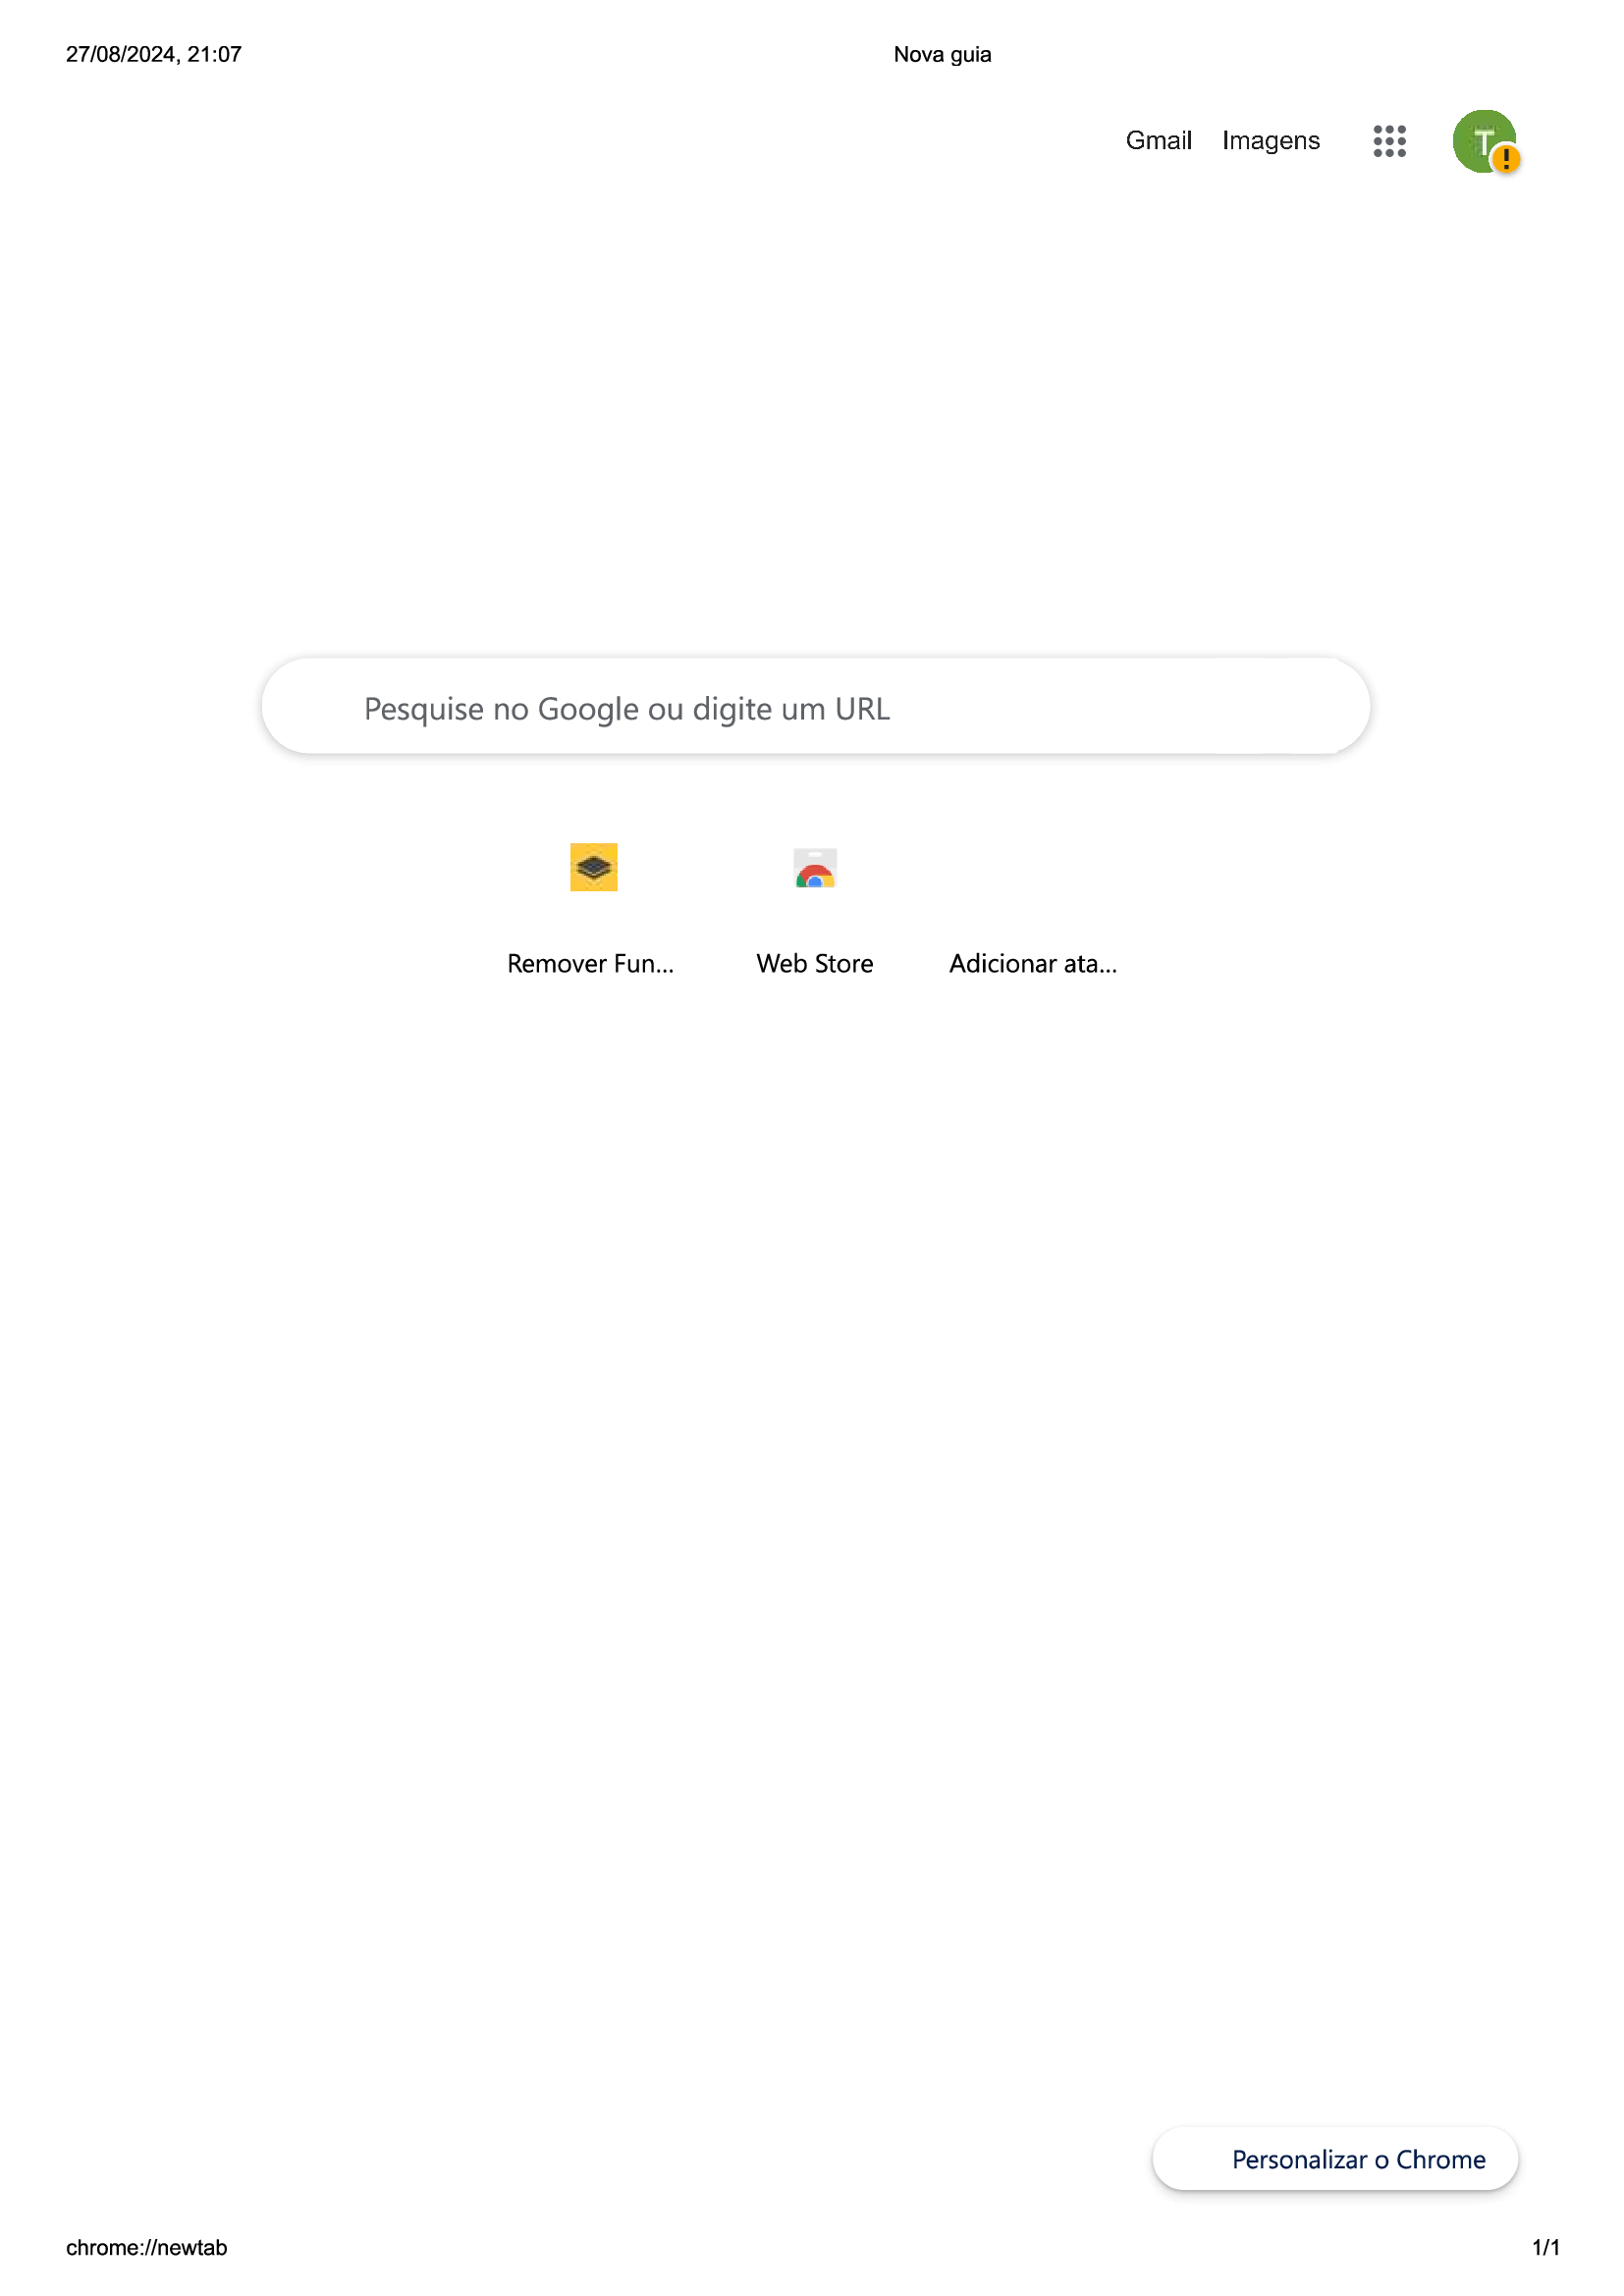 27/08/2024, 21:07
Nova guia
Gmail Imagens
T
Pesquise no Google ou digite um URL
Remover Fun...
Web Store
Adicionar ata...
Personalizar o Chrome
chrome://newtab
1/1